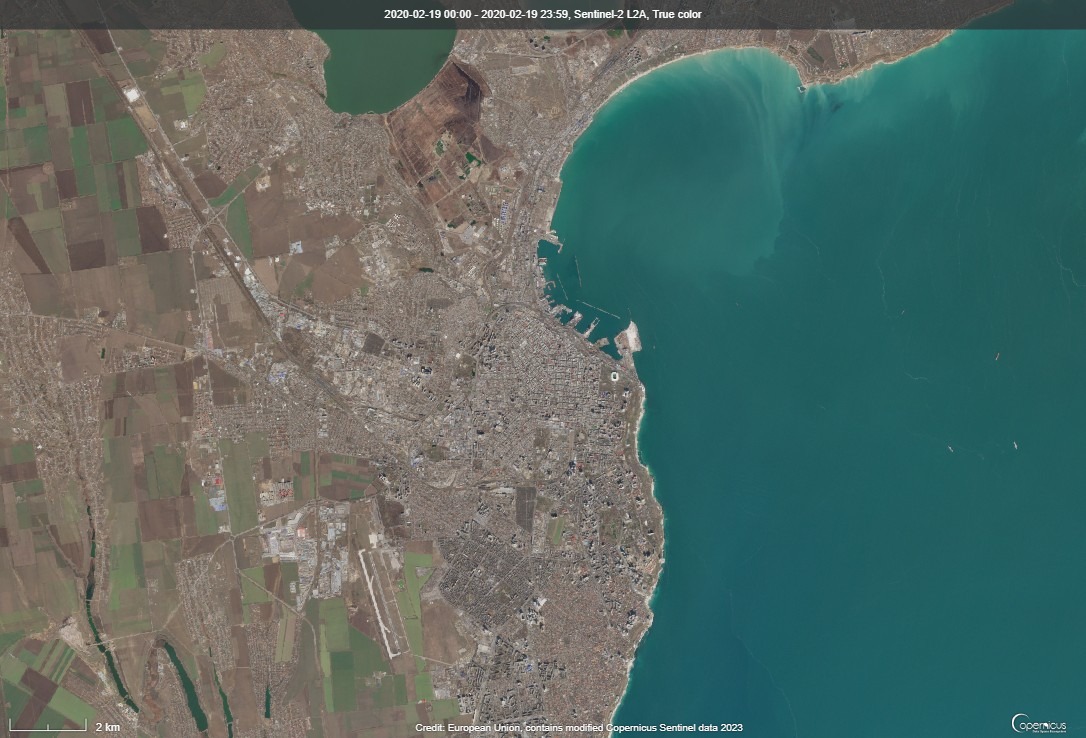 2020-02-19 00:00 - 2020-02-19 23:59, Sentinel-2 L2A, True color
2 km
Credit: European Union, contains modified Copernicus Sentinel data 2023
Copernicus